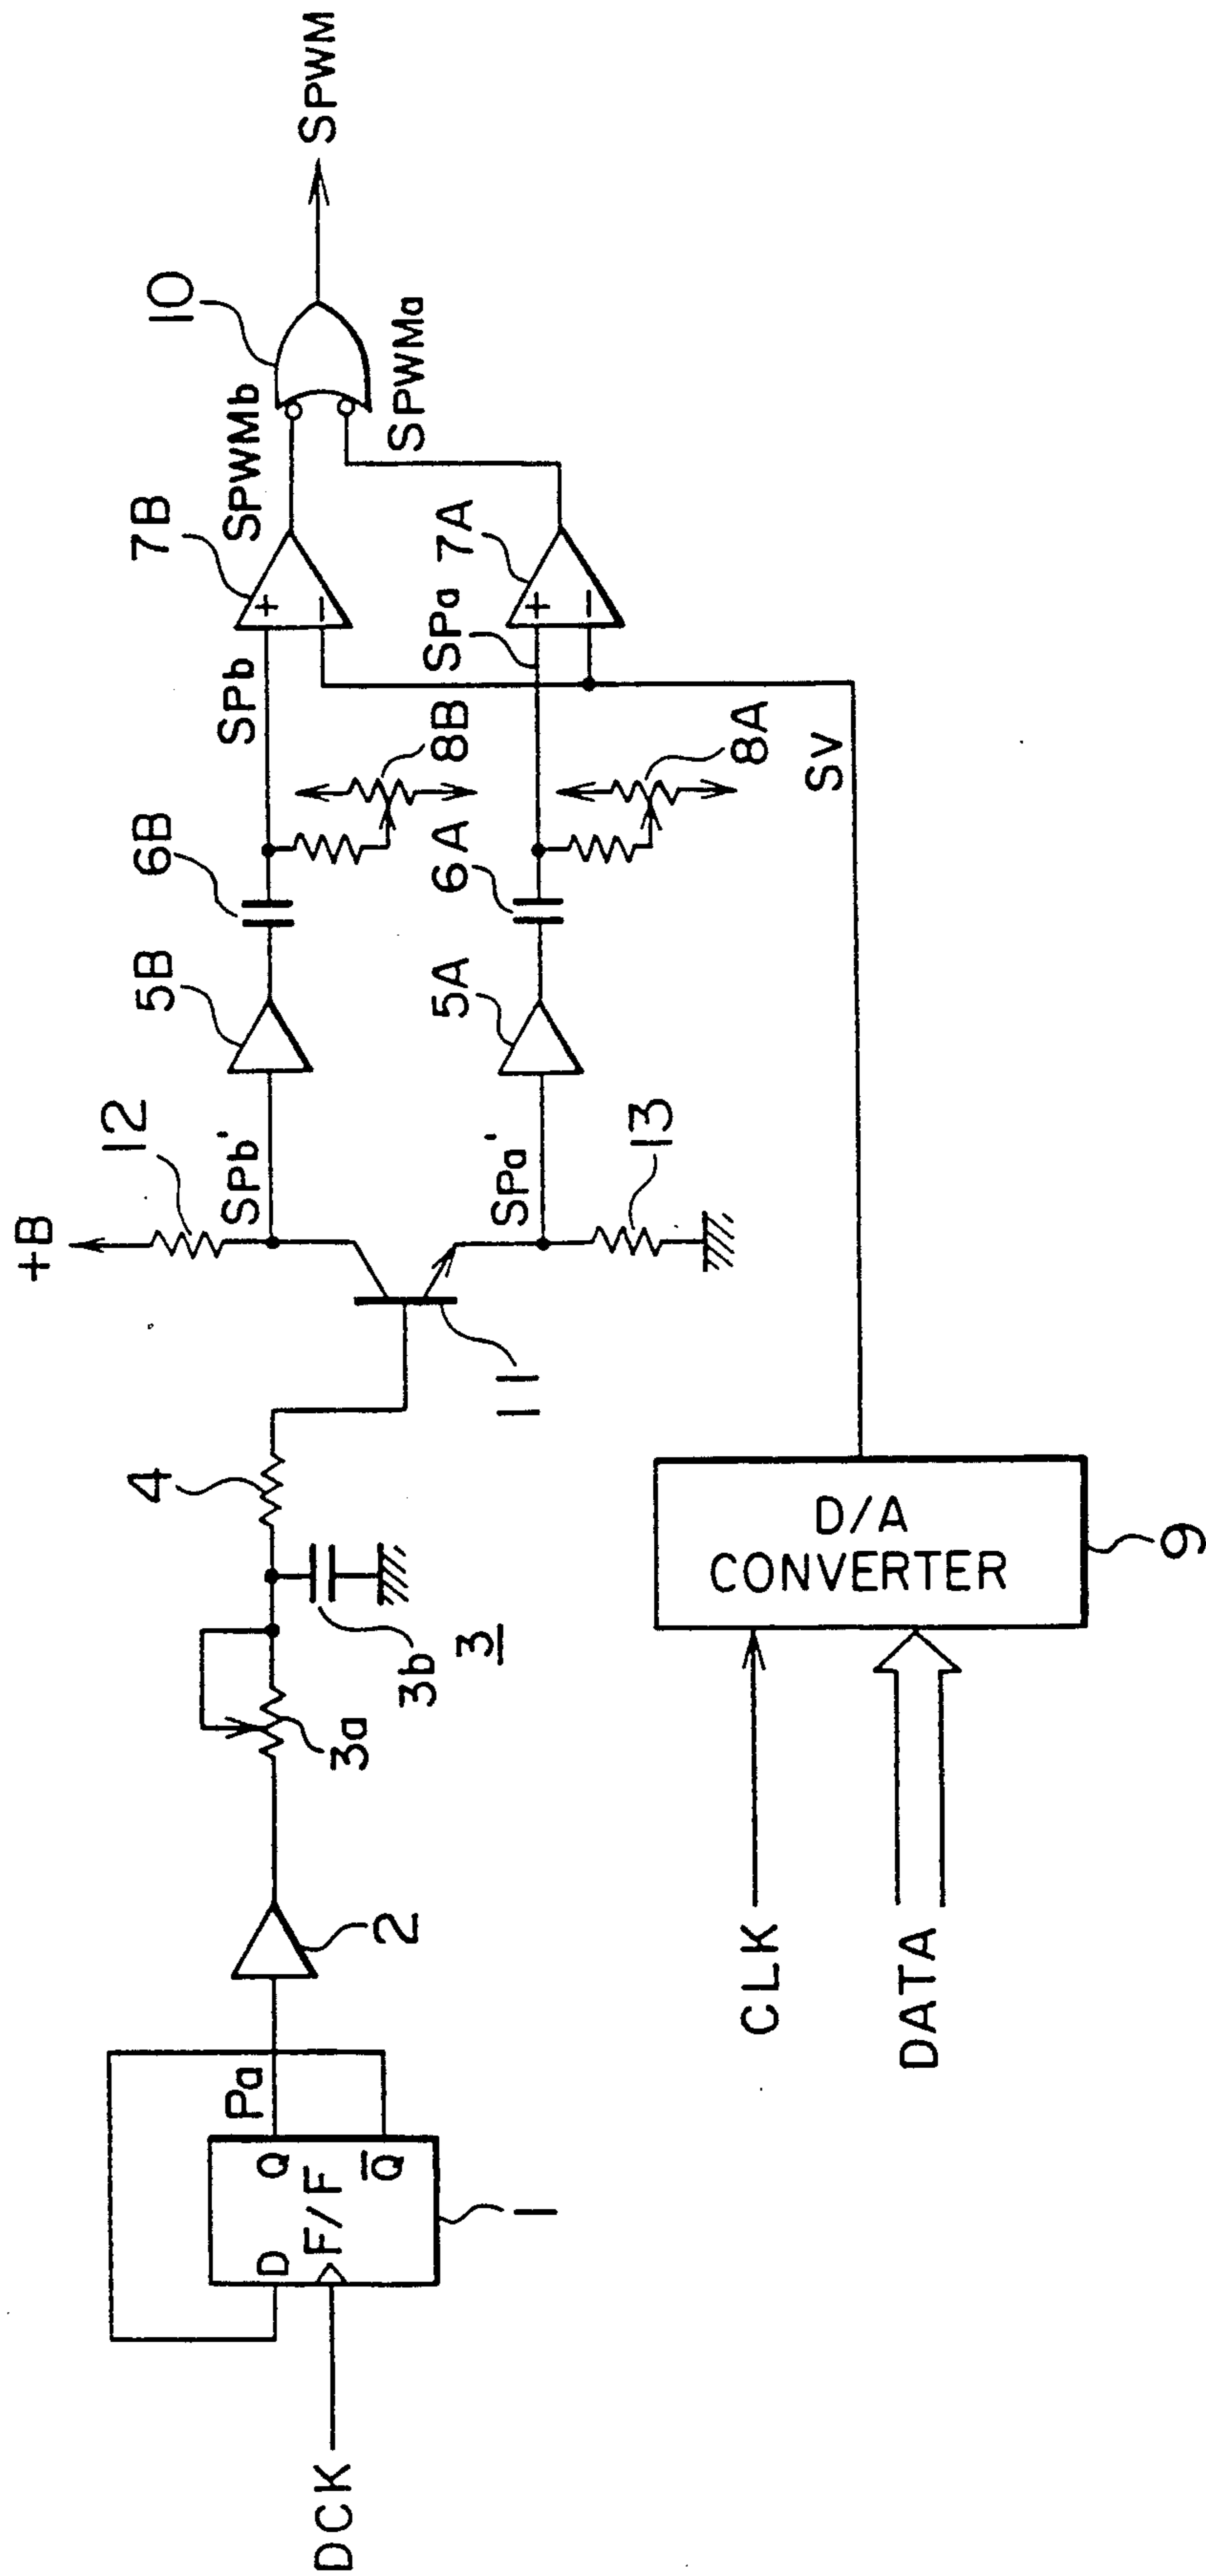 DCK
D
Q
F/F
Q̅
1
Pa
2
3a
3b
3
4
11
+B
12
SPb'
SPa'
13
5B
5A
6B
6A
8B
8A
SPb
SPa
7B
7A
SPWMb
SPWMa
+
−
+
−
10
SPWM
CLK
DATA
D/A
CONVERTER
9
Sv